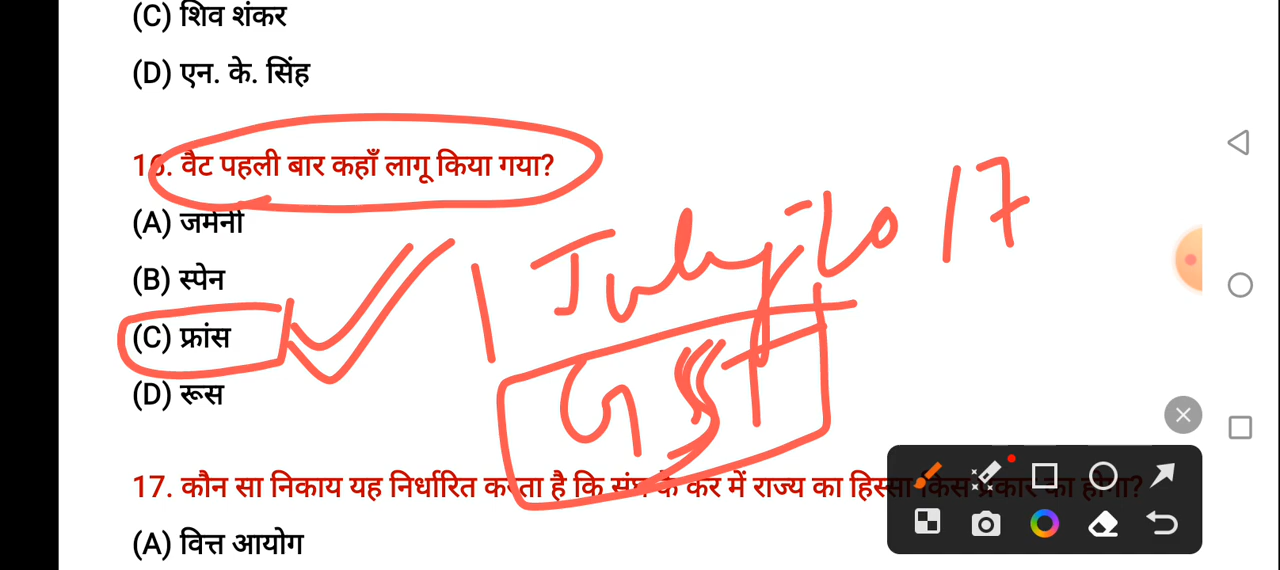 (C) शिव शंकर
(D) एन. के. सिंह
16. वैट पहली बार कहाँ लागू किया गया?
(A) जर्मनी
(B) स्पेन
(C) फ्रांस
(D) रूस
1 July 2017
GST
17. कौन सा निकाय यह निर्धारित करता है कि संघ के कर में राज्य का हिस्सा किस प्रकार का होगा?
(A) वित्त आयोग